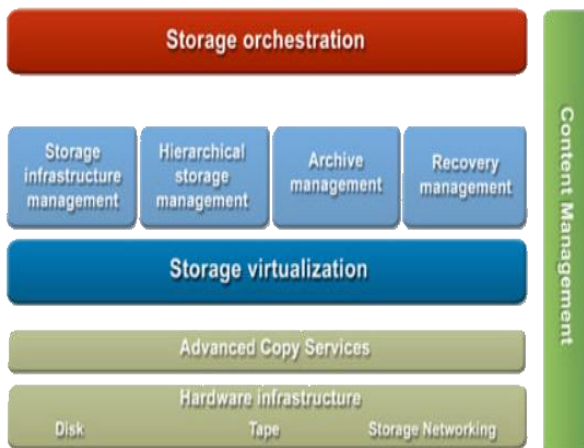 Storage orchestration
Storage
infrastructure
management
Hierarchical
storage
management
Archive
management
Recovery
management
Storage virtualization
Advanced Copy Services
Hardware infrastructure
Disk Tape Storage Networking
Content Management